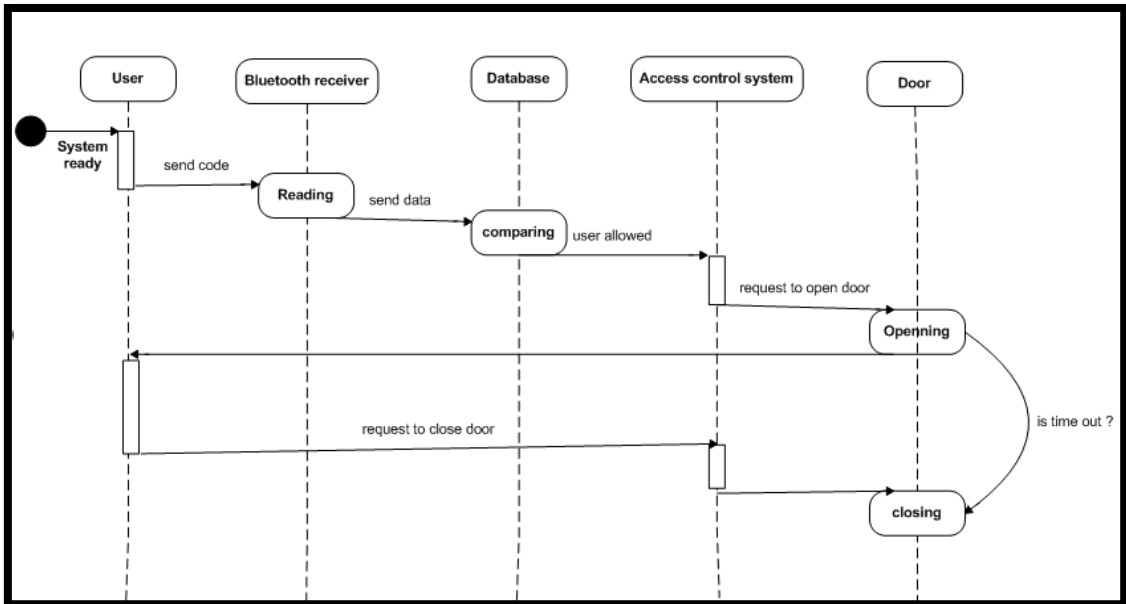 User
Bluetooth receiver
Database
Access control system
Door
System
ready
send code
Reading
send data
comparing
user allowed
request to open door
Openning
is time out ?
request to close door
closing